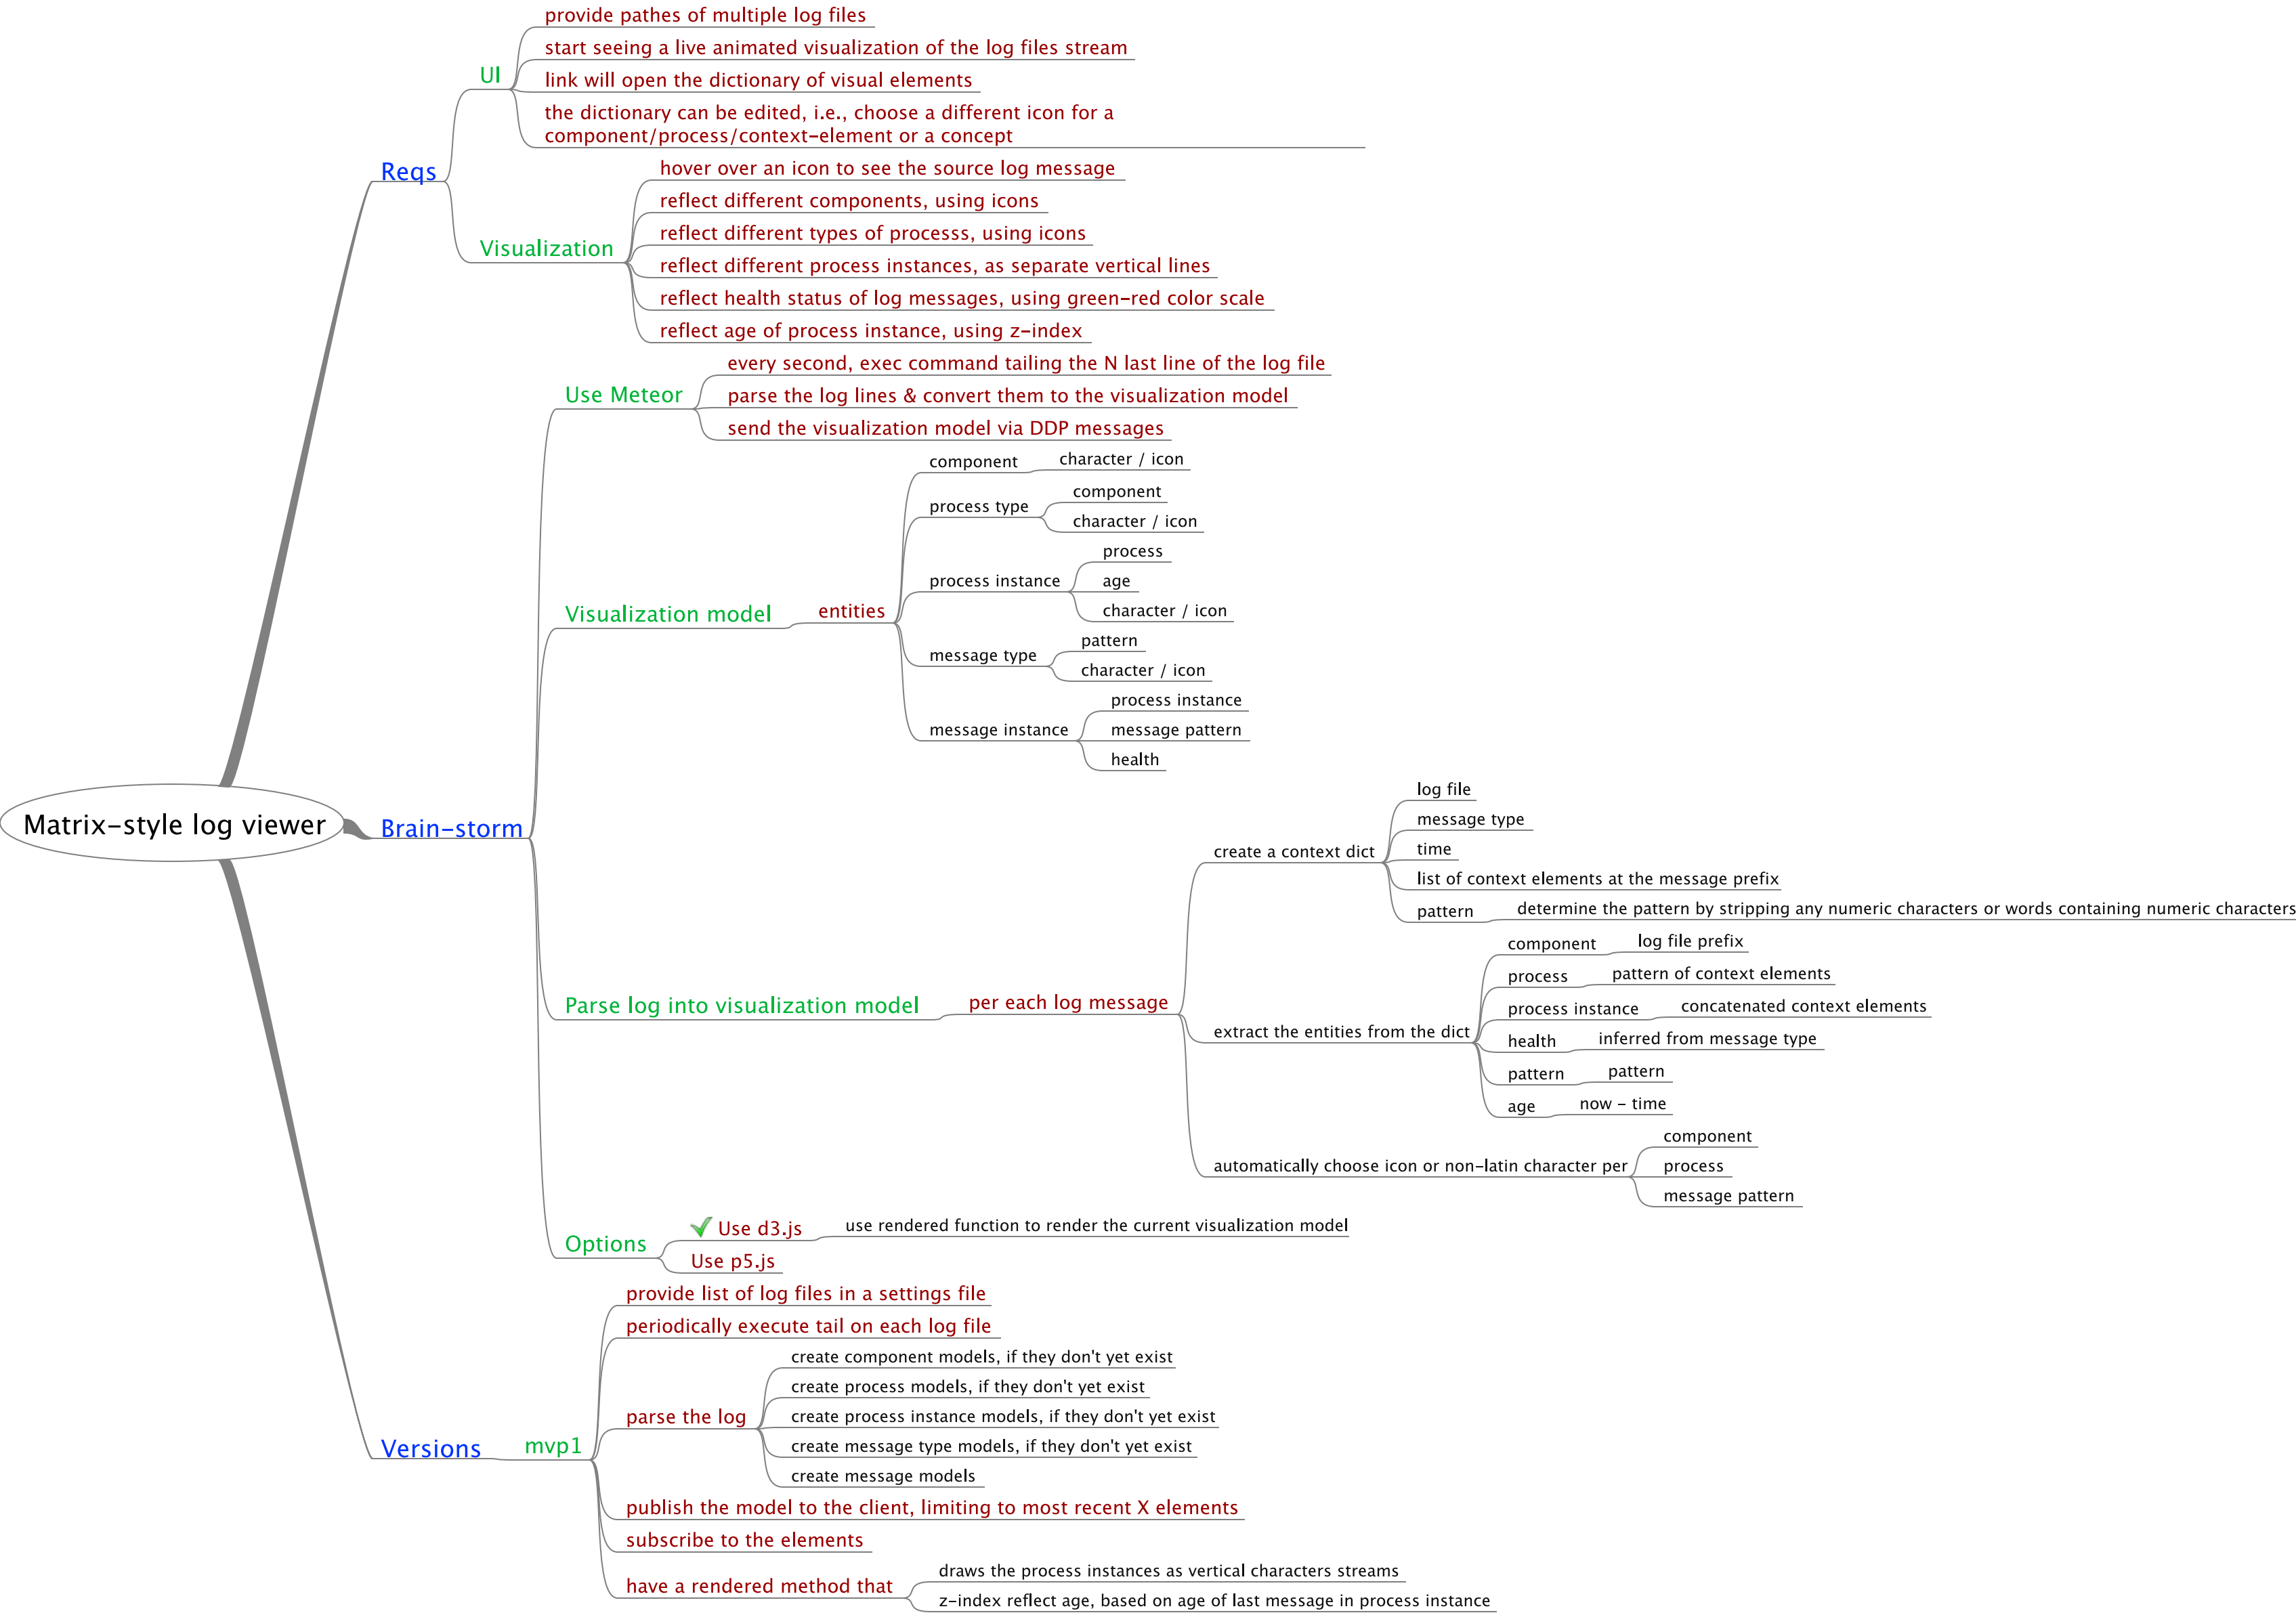 Matrix-style log viewer
Reqs
UI
provide pathes of multiple log files
start seeing a live animated visualization of the log files stream
link will open the dictionary of visual elements
the dictionary can be edited, i.e., choose a different icon for a
component/process/context-element or a concept
Visualization
hover over an icon to see the source log message
reflect different components, using icons
reflect different types of processs, using icons
reflect different process instances, as separate vertical lines
reflect health status of log messages, using green-red color scale
reflect age of process instance, using z-index
Brain-storm
Use Meteor
every second, exec command tailing the N last line of the log file
parse the log lines & convert them to the visualization model
send the visualization model via DDP messages
Visualization model
entities
component
character / icon
process type
component
character / icon
process instance
process
age
character / icon
message type
pattern
character / icon
message instance
process instance
message pattern
health
Parse log into visualization model
per each log message
create a context dict
log file
message type
time
list of context elements at the message prefix
pattern
determine the pattern by stripping any numeric characters or words containing numeric characters
extract the entities from the dict
component
log file prefix
process
pattern of context elements
process instance
concatenated context elements
health
inferred from message type
pattern
pattern
age
now - time
automatically choose icon or non-latin character per
component
process
message pattern
Options
Use d3.js
use rendered function to render the current visualization model
Use p5.js
Versions
mvp1
provide list of log files in a settings file
periodically execute tail on each log file
parse the log
create component models, if they don't yet exist
create process models, if they don't yet exist
create process instance models, if they don't yet exist
create message type models, if they don't yet exist
create message models
publish the model to the client, limiting to most recent X elements
subscribe to the elements
have a rendered method that
draws the process instances as vertical characters streams
z-index reflect age, based on age of last message in process instance